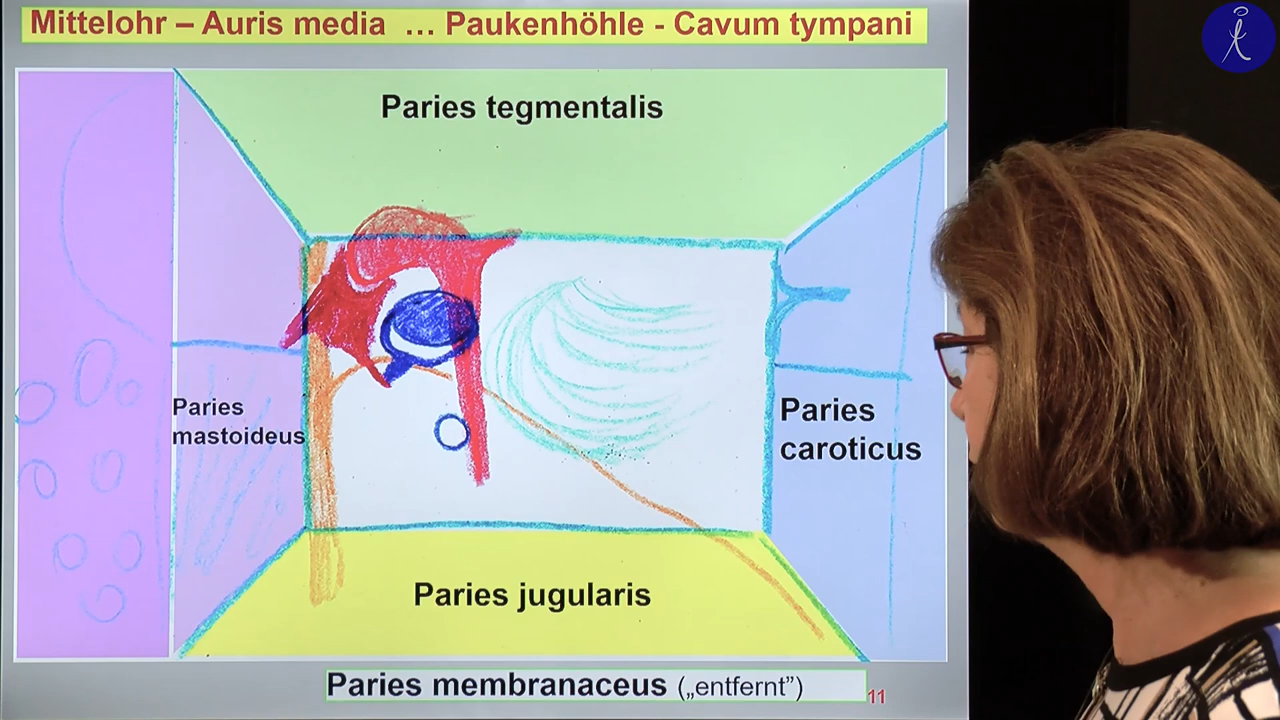 Mittelohr – Auris media … Paukenhöhle - Cavum tympani
Paries tegmentalis
Paries
mastoideus
Paries
caroticus
Paries jugularis
Paries membranaceus („entfernt”)
11